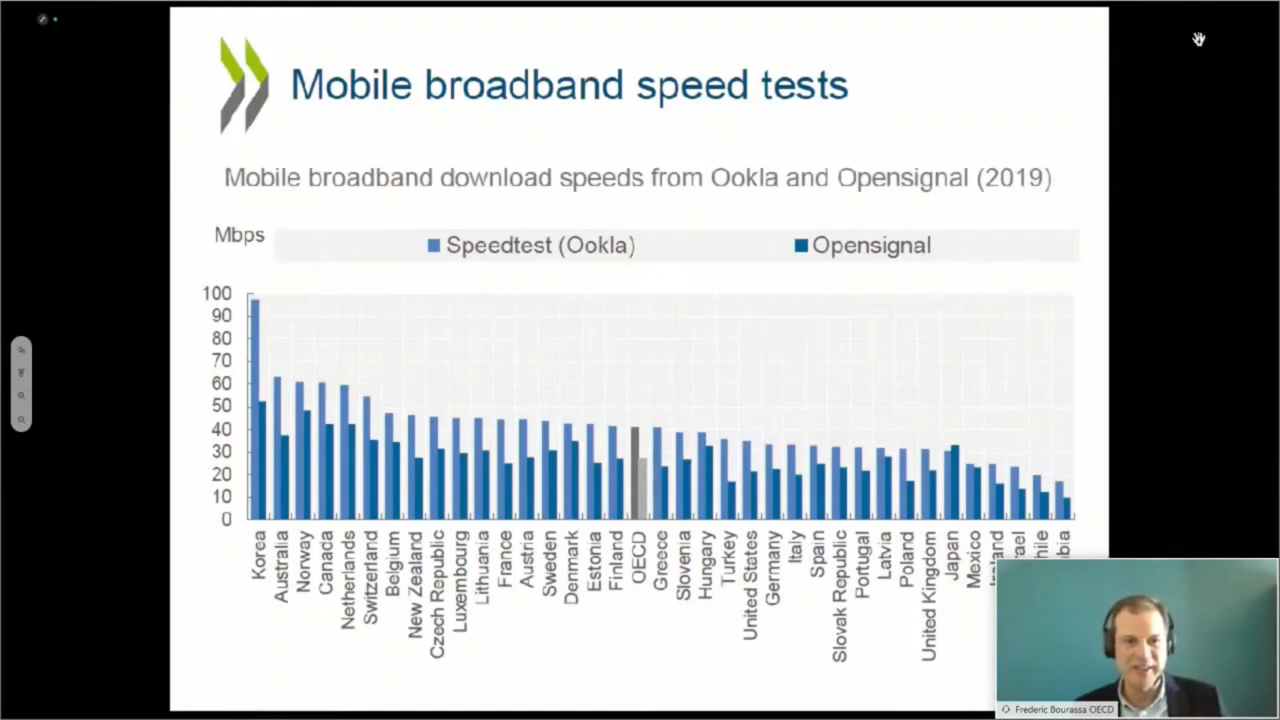 Mobile broadband speed tests
Mobile broadband download speeds from Ookla and Opensignal (2019)
Mbps
Speedtest (Ookla)
Opensignal
100
90
80
70
60
50
40
30
20
10
0
Korea
Australia
Norway
Canada
Netherlands
Switzerland
Belgium
New Zealand
Czech Republic
Luxembourg
Lithuania
France
Austria
Sweden
Denmark
Estonia
Finland
OECD
Greece
Slovenia
Hungary
Turkey
United States
Germany
Italy
Spain
Slovak Republic
Portugal
Latvia
Poland
United Kingdom
Japan
Mexico
Frederic Bourassa OECD